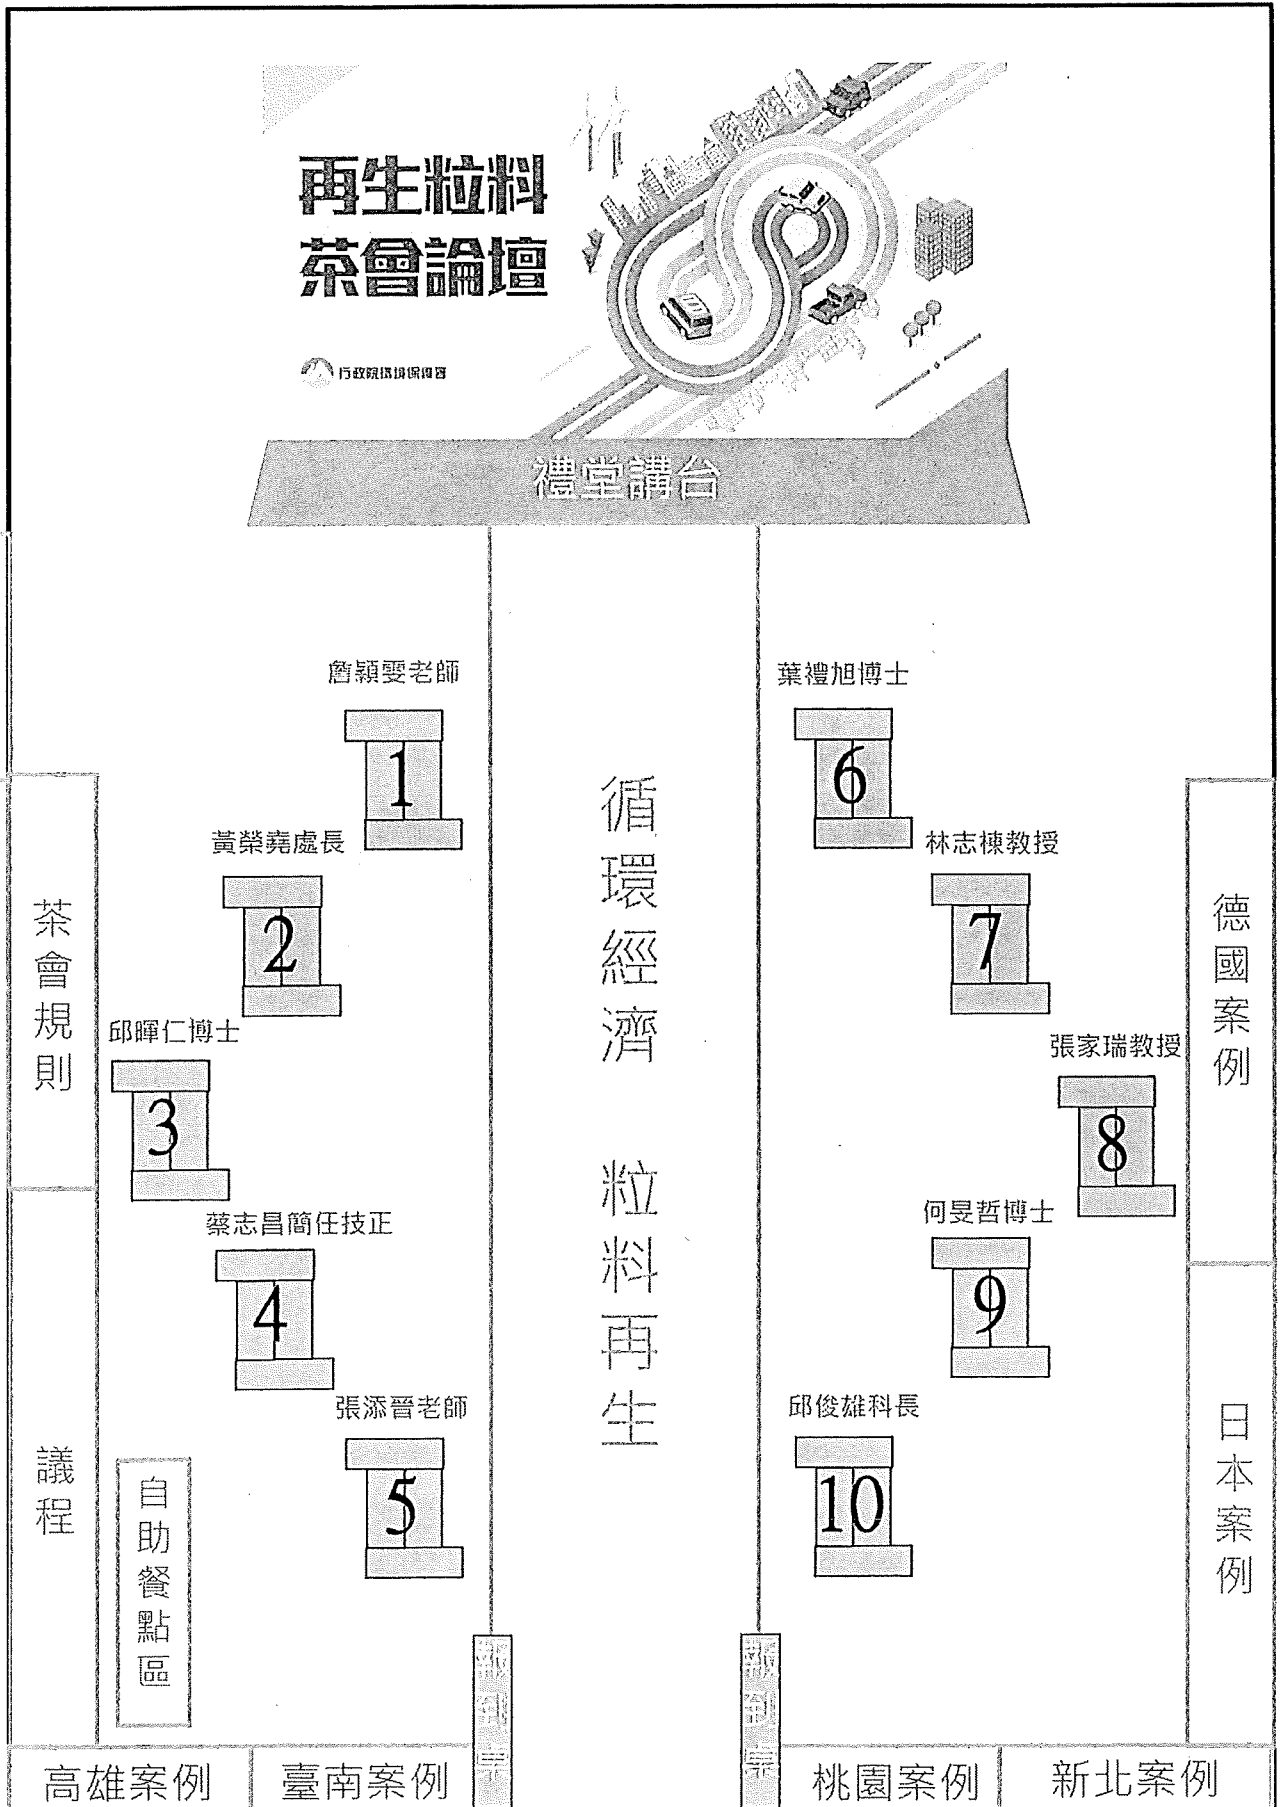 再生粒料
茶會論壇
行政院環境保護署
禮堂講台
詹穎雯老師
1
黃榮堯處長
2
邱暉仁博士
3
蔡志昌簡任技正
4
張添晉老師
5
循環經濟 粒料再生
葉禮旭博士
6
林志棟教授
7
張家瑞教授
8
何旻哲博士
9
邱俊雄科長
10
茶會規則
議程
自助餐點區
德國案例
日本案例
報到桌
報到桌
高雄案例
臺南案例
桃園案例
新北案例